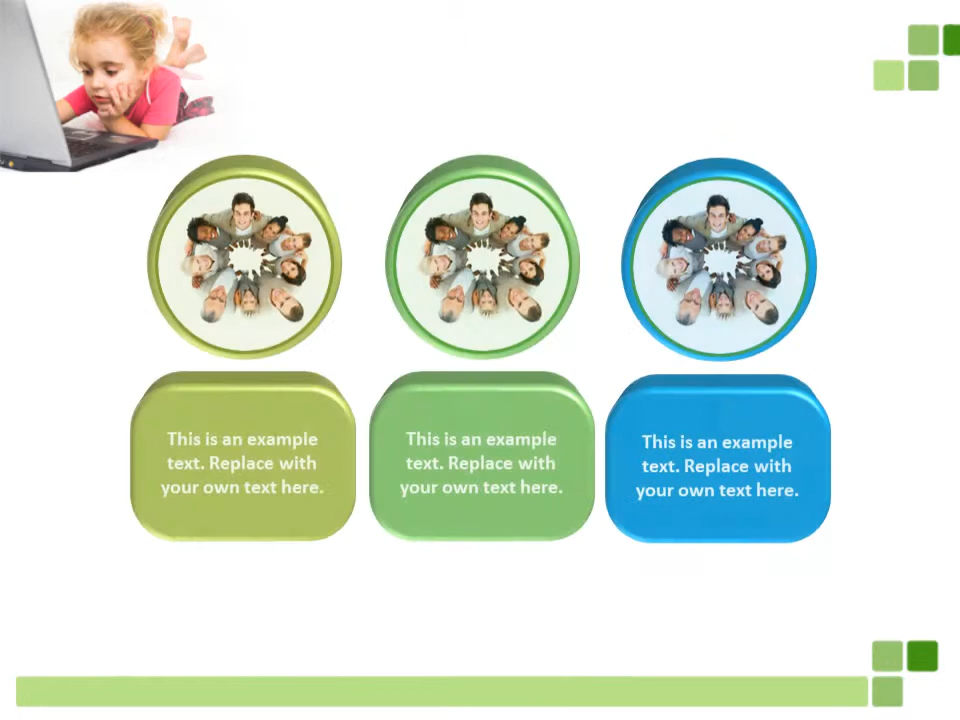 This is an example
text. Replace with
your own text here.
This is an example
text. Replace with
your own text here.
This is an example
text. Replace with
your own text here.